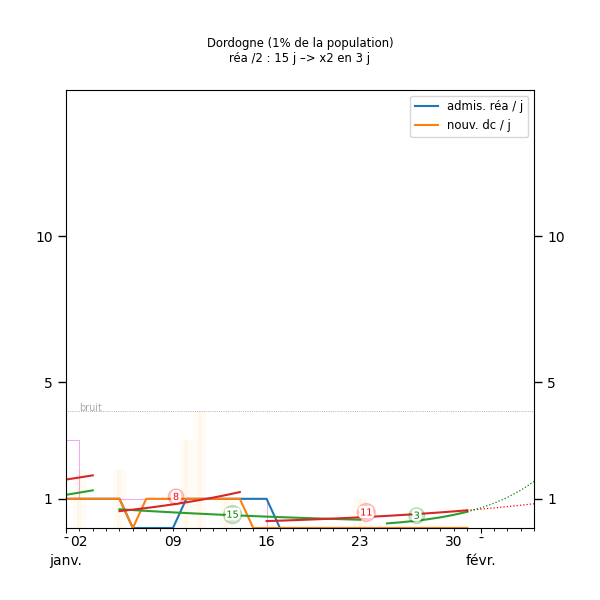 Dordogne (1% de la population)
réa /2 : 15 j –> x2 en 3 j
admis. réa / j
nouv. dc / j
10 10
5 5
bruit
1 1
8 15 11 3
02 09 16 23 30
janv. févr.